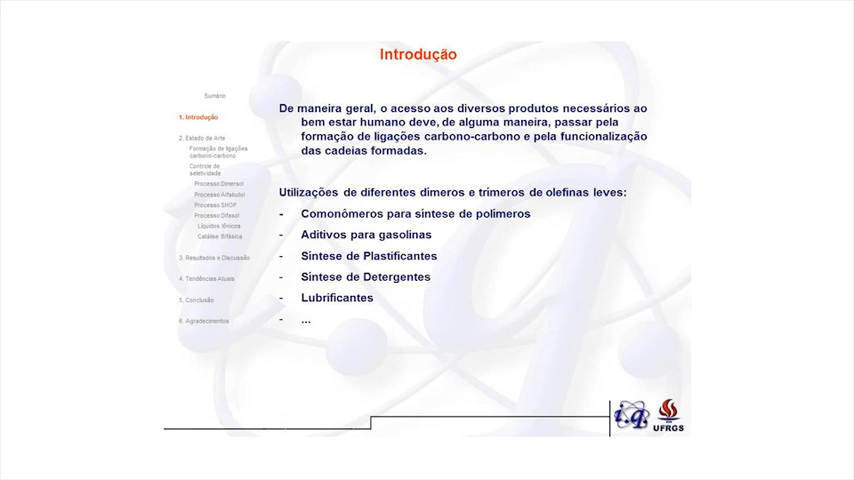 Introdução
Sumário
1. Introdução
2. Estado da Arte
Formação de ligações
carbono-carbono
Controle de
seletividade
Processo Dimersol
Processo Alfabutol
Processo SHOP
Processo Difasol
Líquidos Iônicos
Catálise Bifásica
3. Resultados e Discussão
4. Tendências Atuais
5. Conclusão
6. Agradecimentos
De maneira geral, o acesso aos diversos produtos necessários ao
bem estar humano deve, de alguma maneira, passar pela
formação de ligações carbono-carbono e pela funcionalização
das cadeias formadas.
Utilizações de diferentes dímeros e trimeros de olefinas leves:
- Comonômeros para síntese de polímeros
- Aditivos para gasolinas
- Síntese de Plastificantes
- Síntese de Detergentes
- Lubrificantes
- ...
i.q.
UFRGS